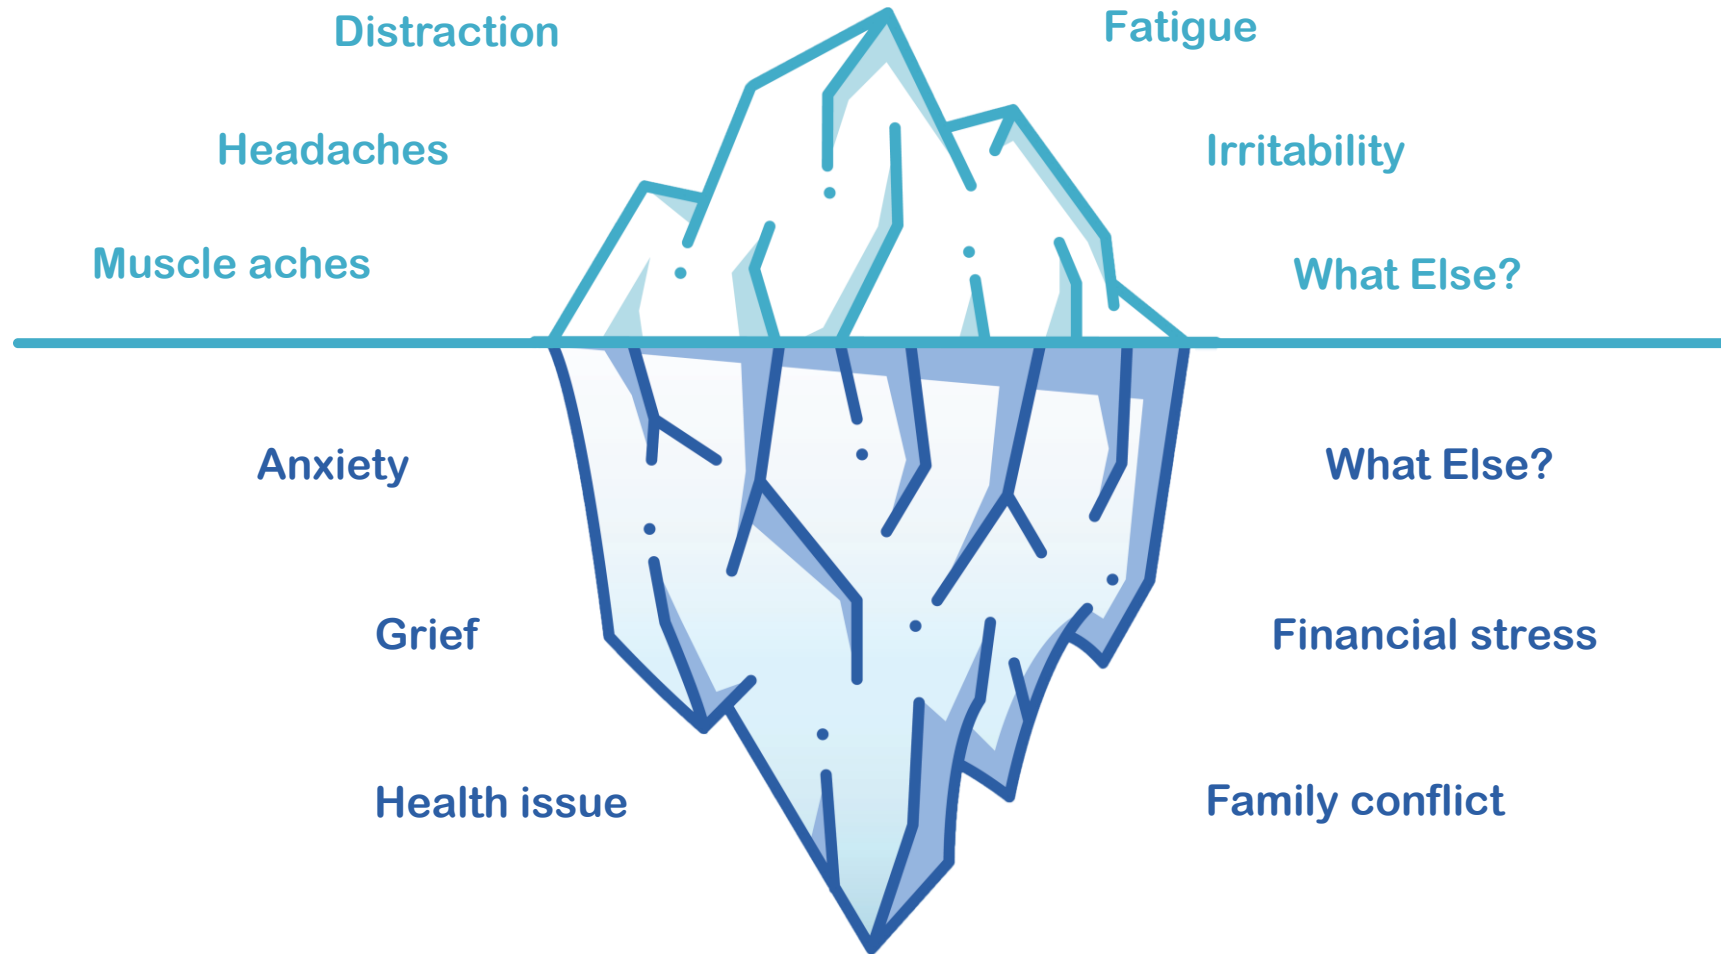 Distraction
Fatigue
Headaches
Irritability
Muscle aches
What Else?
Anxiety
What Else?
Grief
Financial stress
Health issue
Family conflict